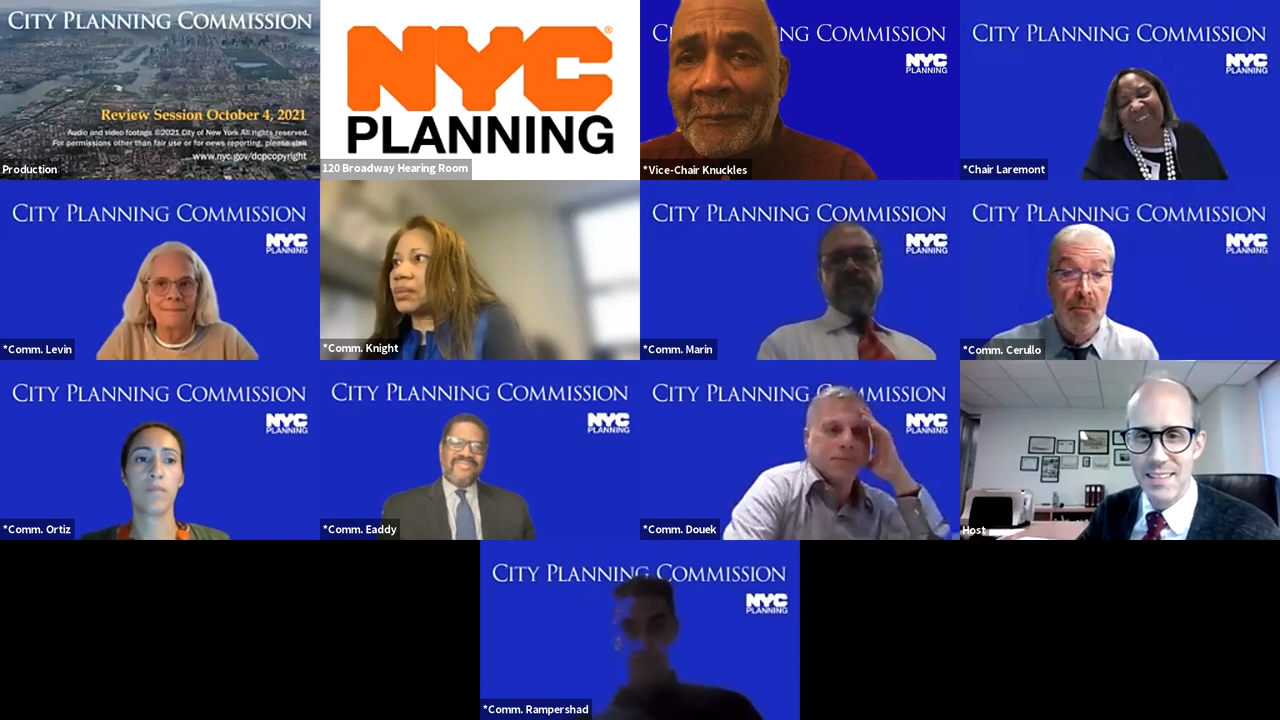 CITY PLANNING COMMISSION
Review Session October 4, 2021
Audio and video footage ©2021 City of New York All rights reserved.
For permissions other than fair use or for news reporting, please visit
www.nyc.gov/dcpcopyright
Production
NYC®
PLANNING
120 Broadway Hearing Room
NG COMMISSION
NYC
PLANNING
*Vice-Chair Knuckles
CITY PLANNING COMMISSION
NYC
PLANNING
*Chair Laremont
CITY PLANNING COMMISSION
NYC
PLANNING
*Comm. Levin
*Comm. Knight
CITY PLANNING COMMISSION
NYC
PLANNING
*Comm. Marin
CITY PLANNING COMMISSION
NYC
PLANNING
*Comm. Cerullo
CITY PLANNING COMMISSION
NYC
PLANNING
*Comm. Ortiz
CITY PLANNING COMMISSION
NYC
PLANNING
*Comm. Eaddy
CITY PLANNING COMMISSION
NYC
PLANNING
*Comm. Douek
Host
CITY PLANNING COMMISSION
NYC
PLANNING
*Comm. Rampershad